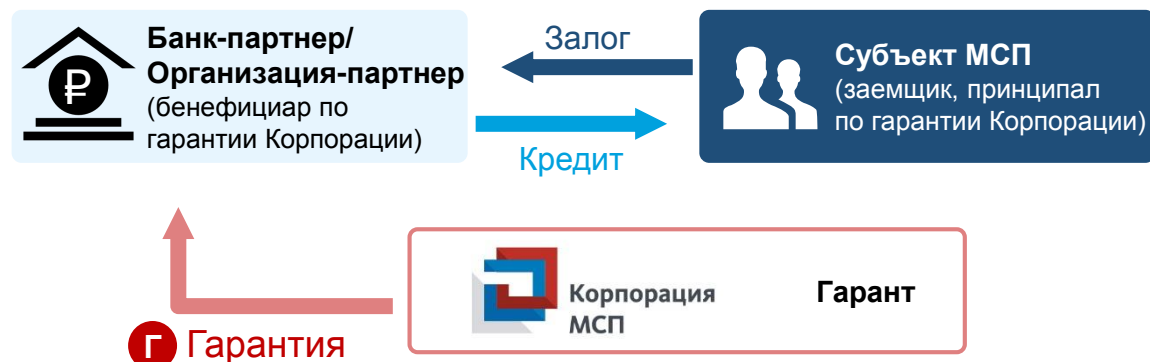 Банк-партнер/
Организация-партнер
(бенефициар по
гарантии Корпорации)
Залог
Кредит
Субъект МСП
(заемщик, принципал
по гарантии Корпорации)
Корпорация
МСП
Гарант
Г Гарантия